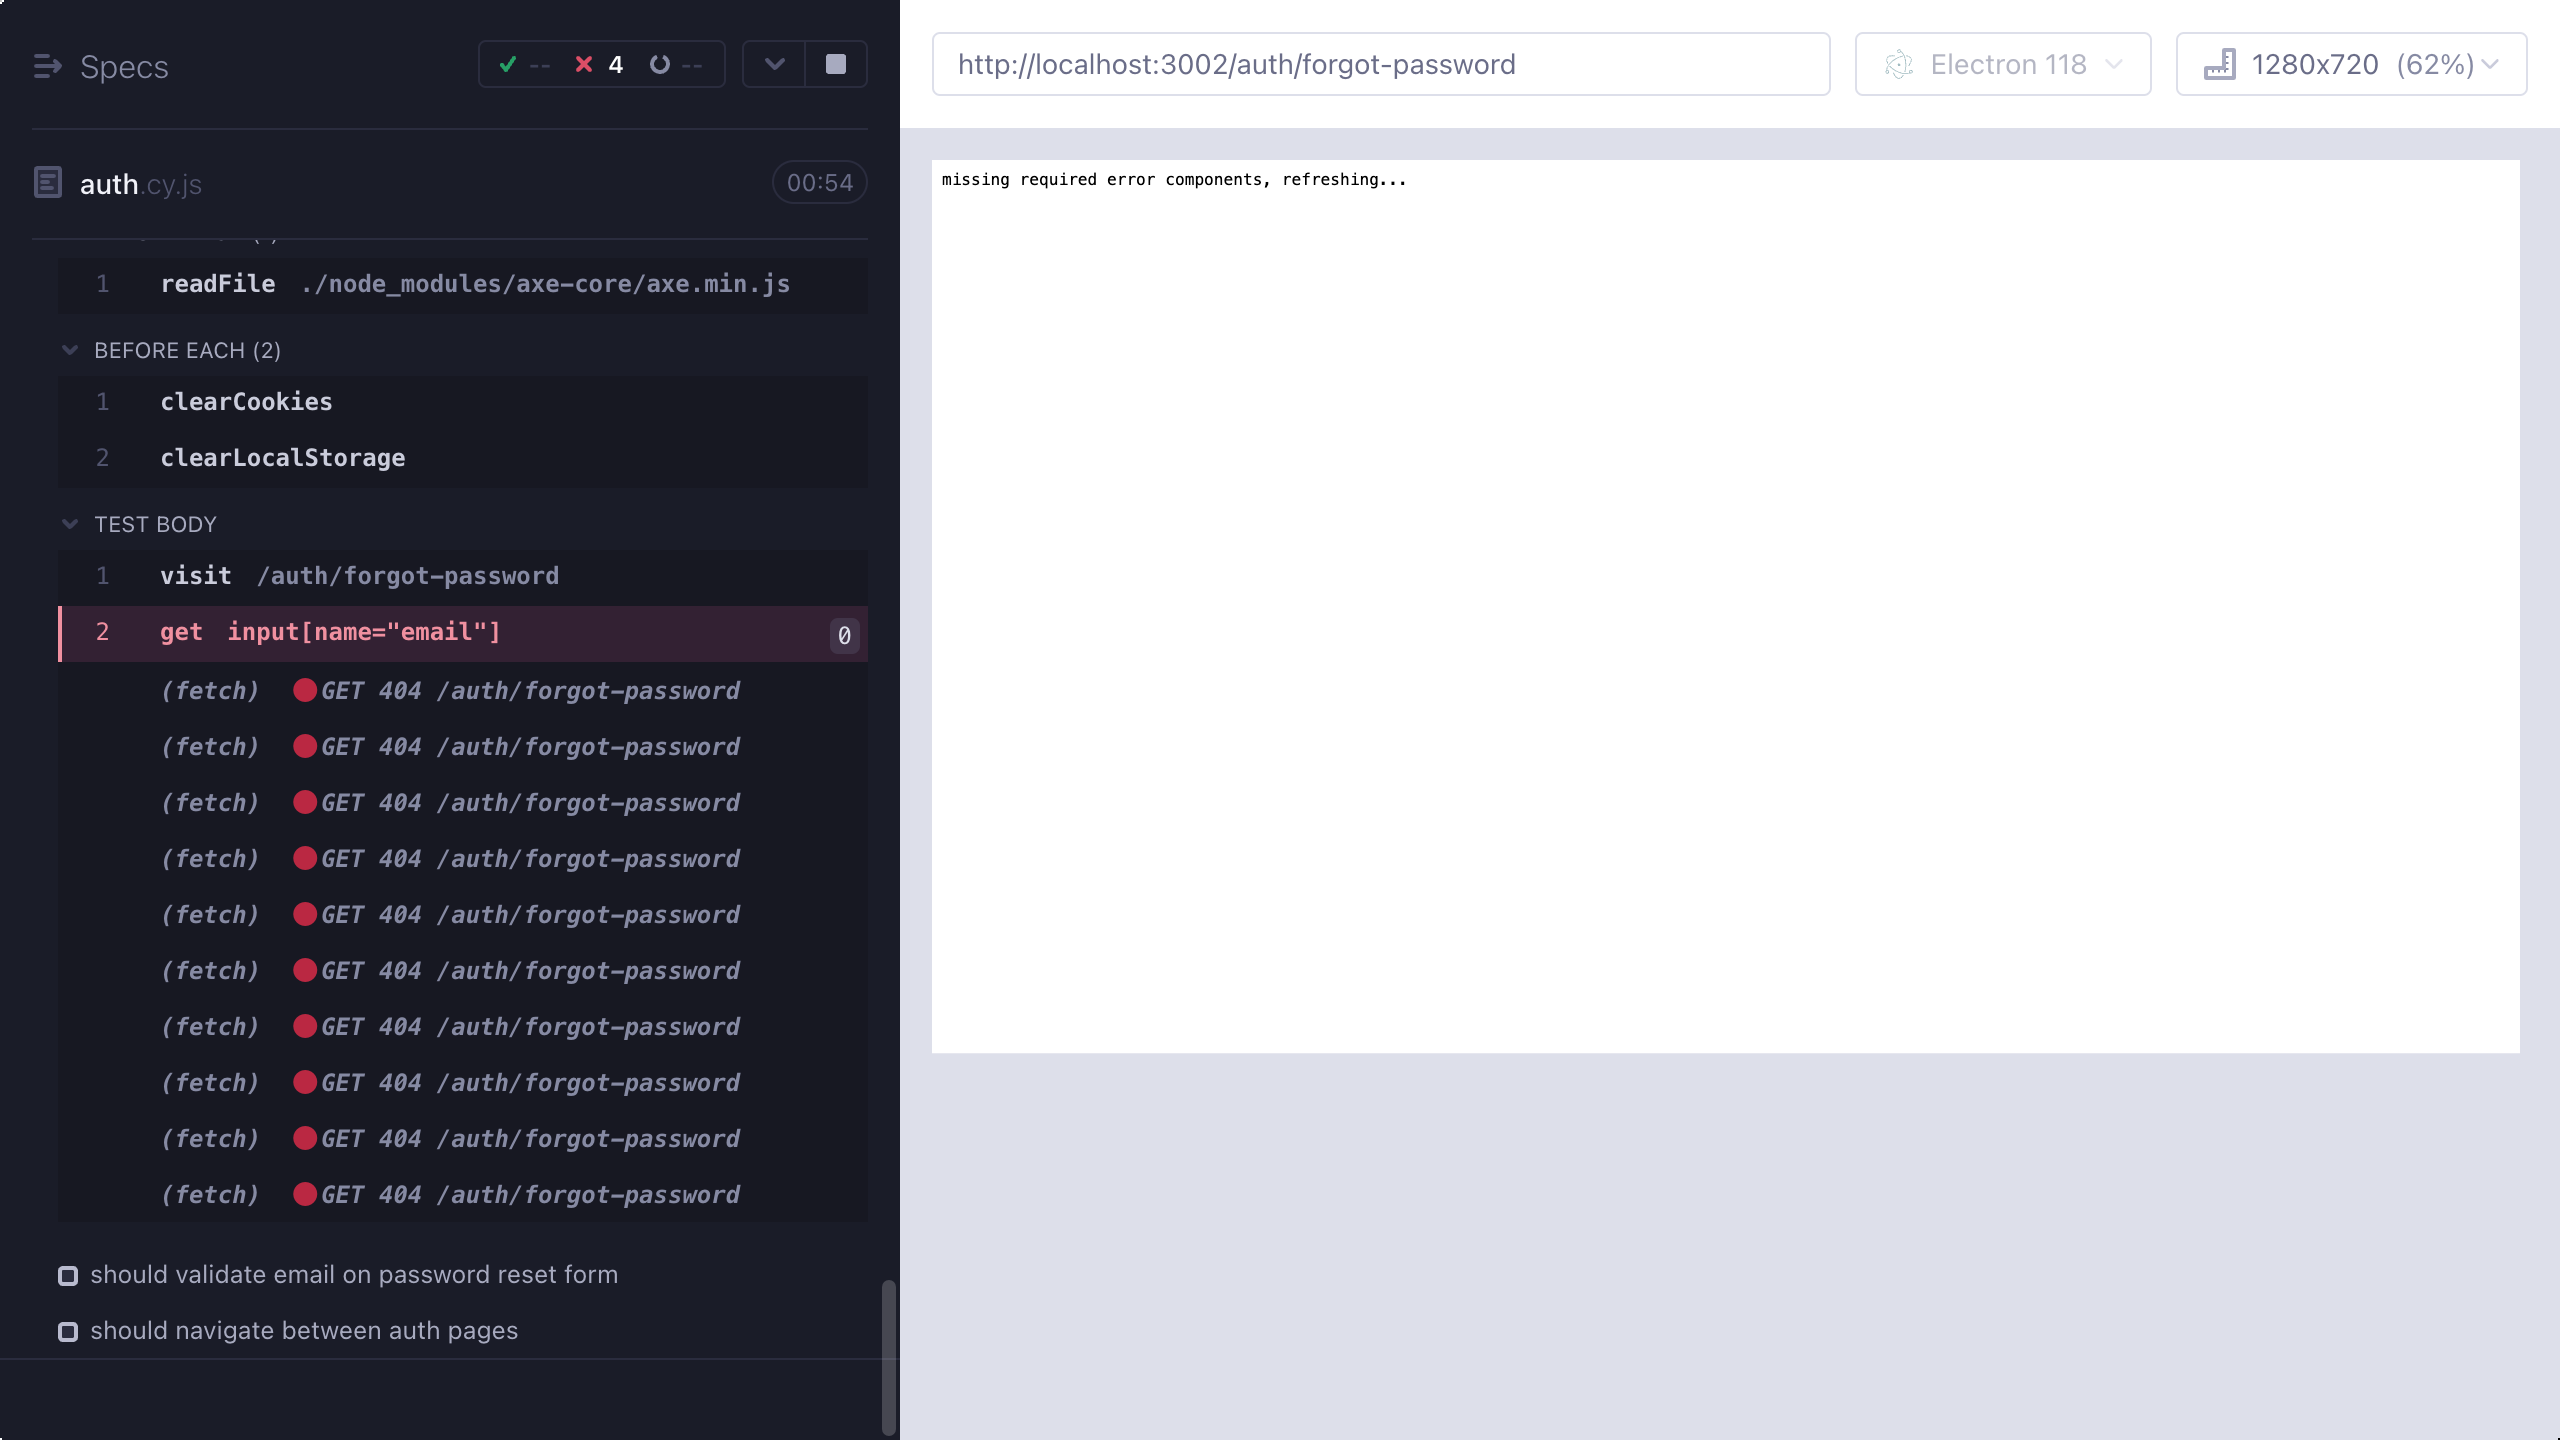 Specs
-- 4 --
auth.cy.js
00:54
1 readFile ./node_modules/axe-core/axe.min.js
BEFORE EACH (2)
1 clearCookies
2 clearLocalStorage
TEST BODY
1 visit /auth/forgot-password
2 get input[name="email"] 0
(fetch) GET 404 /auth/forgot-password
(fetch) GET 404 /auth/forgot-password
(fetch) GET 404 /auth/forgot-password
(fetch) GET 404 /auth/forgot-password
(fetch) GET 404 /auth/forgot-password
(fetch) GET 404 /auth/forgot-password
(fetch) GET 404 /auth/forgot-password
(fetch) GET 404 /auth/forgot-password
(fetch) GET 404 /auth/forgot-password
(fetch) GET 404 /auth/forgot-password
should validate email on password reset form
should navigate between auth pages
http://localhost:3002/auth/forgot-password
Electron 118
1280x720 (62%)
missing required error components, refreshing...